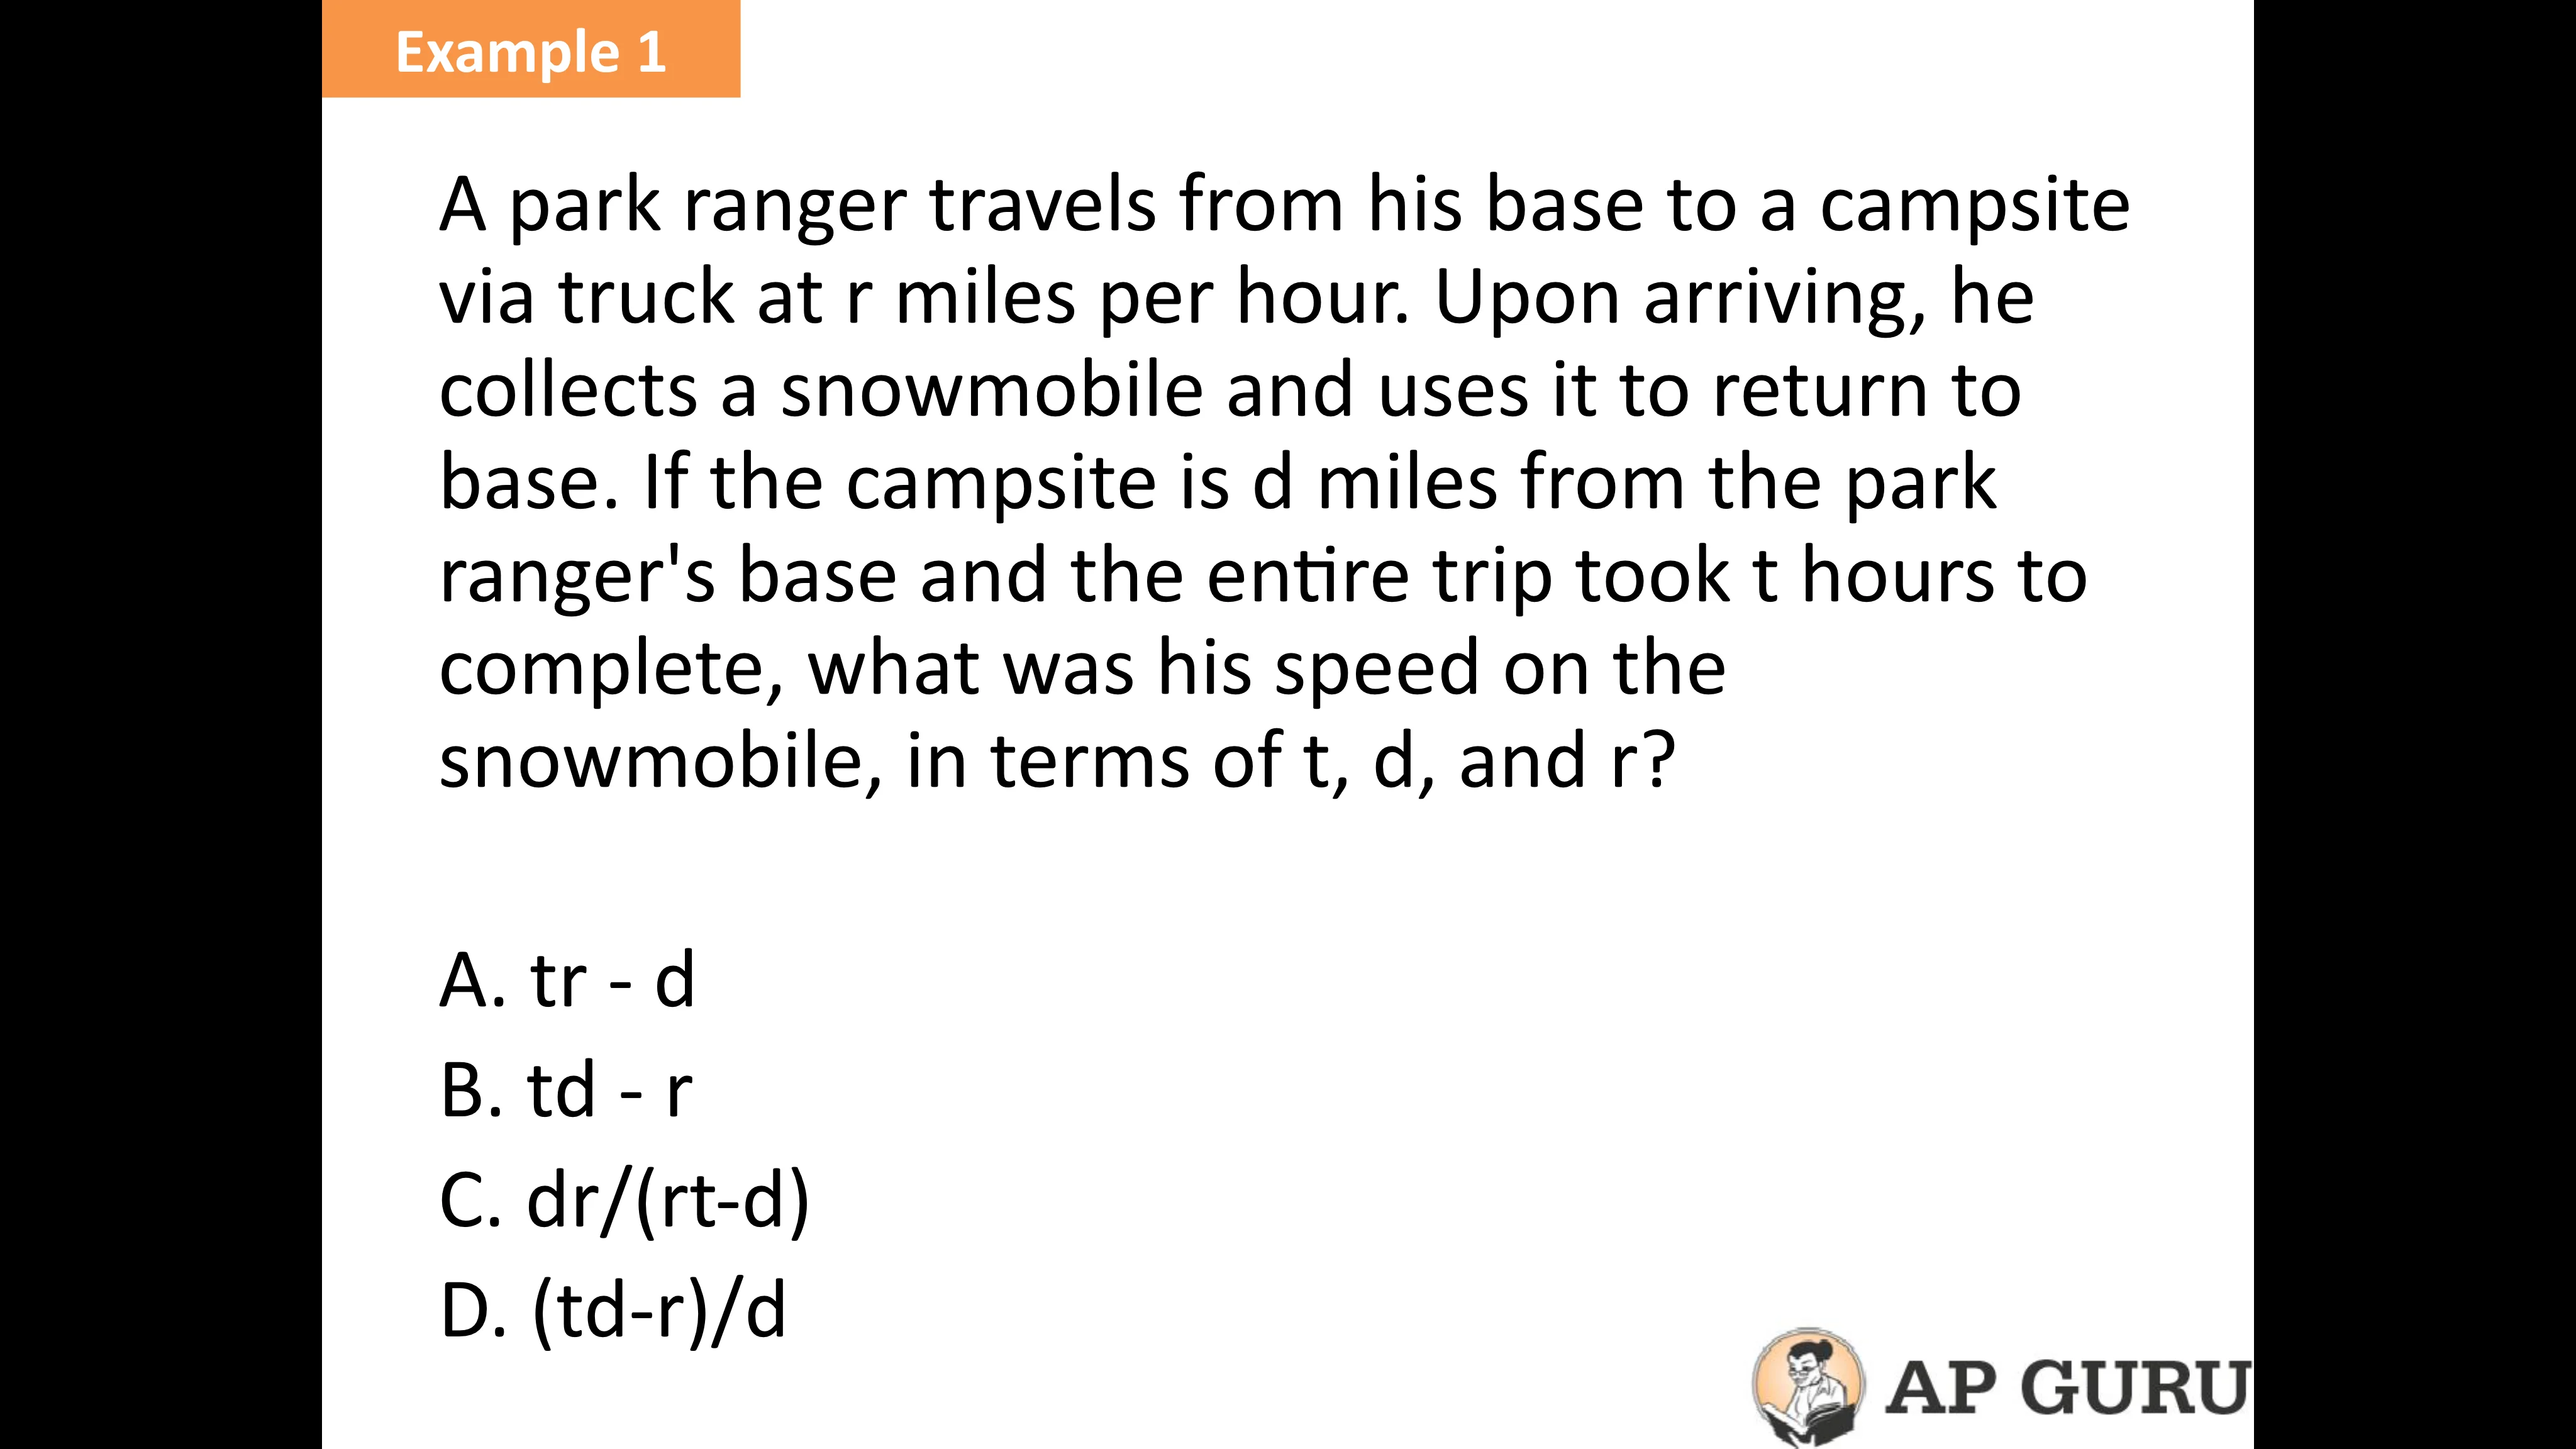 Example 1
A park ranger travels from his base to a campsite
via truck at r miles per hour. Upon arriving, he
collects a snowmobile and uses it to return to
base. If the campsite is d miles from the park
ranger's base and the entire trip took t hours to
complete, what was his speed on the
snowmobile, in terms of t, d, and r?
A. tr - d
B. td - r
C. dr/(rt-d)
D. (td-r)/d
AP GURU